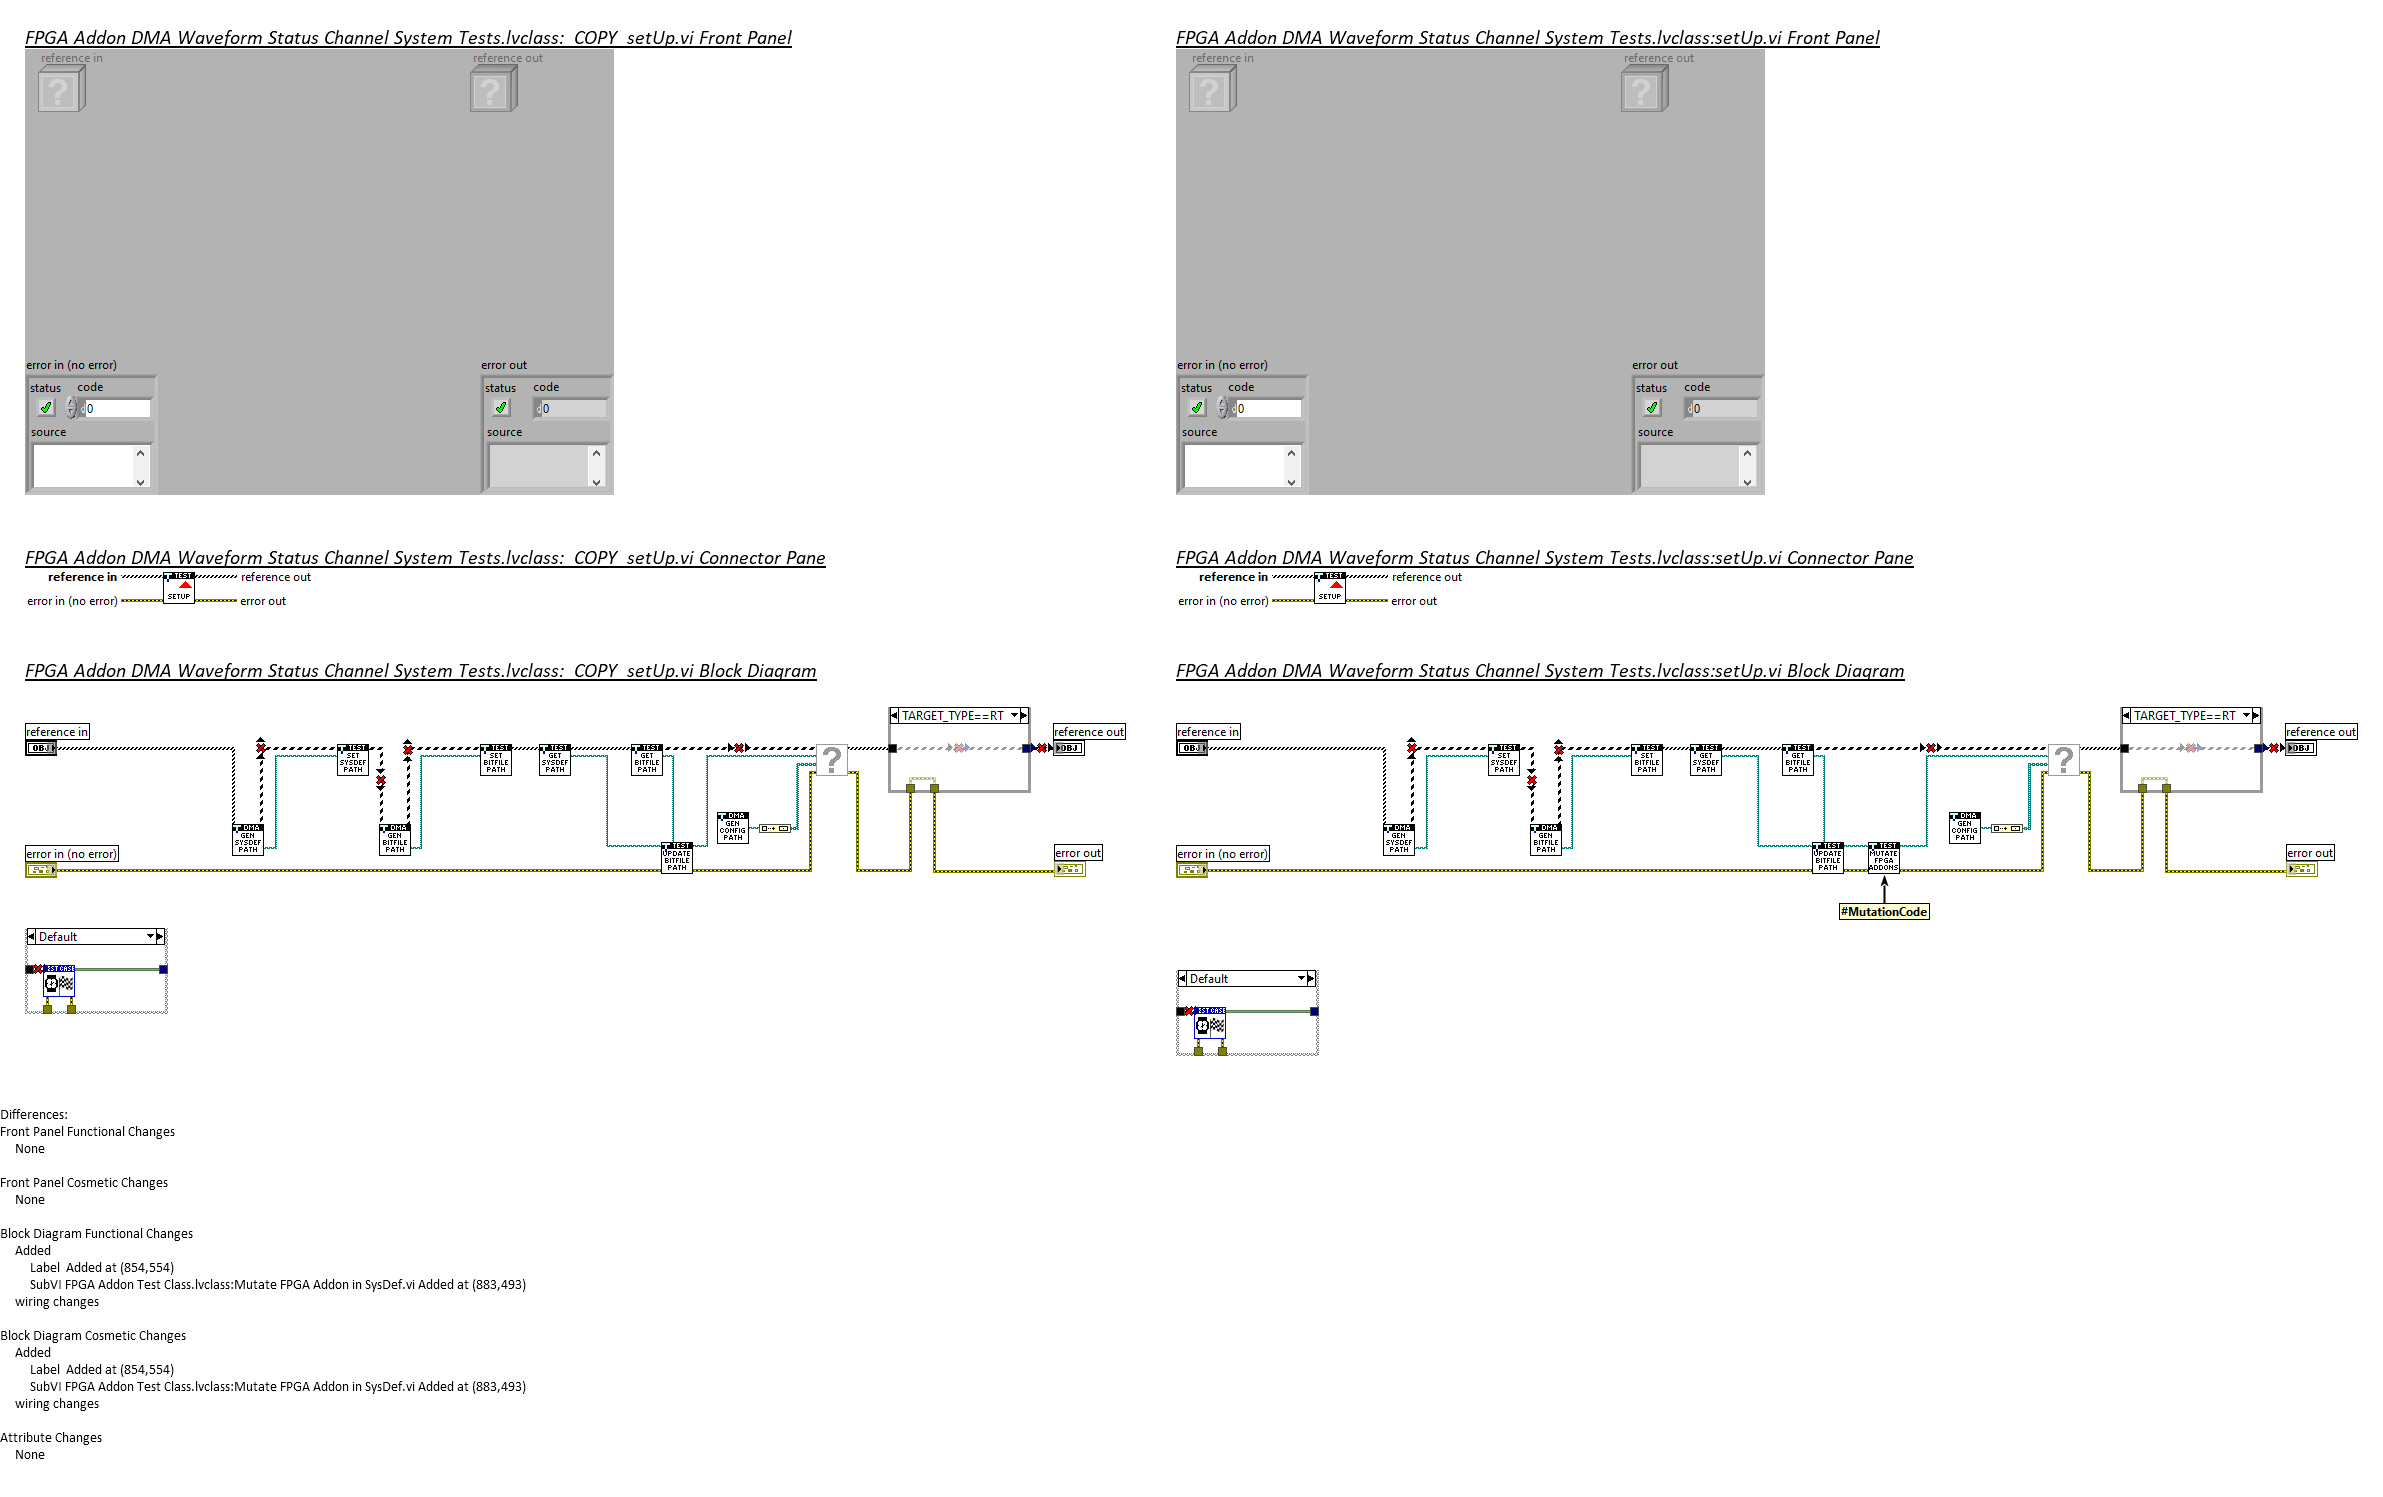 FPGA Addon DMA Waveform Status Channel System Tests.lvclass:_COPY_setUp.vi Front Panel
reference in
reference out
error in (no error)
status code
0
source
error out
status code
0
source
FPGA Addon DMA Waveform Status Channel System Tests.lvclass:setUp.vi Front Panel
reference in
reference out
error in (no error)
status code
0
source
error out
status code
0
source
FPGA Addon DMA Waveform Status Channel System Tests.lvclass:_COPY_setUp.vi Connector Pane
reference in
TEST
SETUP
reference out
error in (no error)
error out
FPGA Addon DMA Waveform Status Channel System Tests.lvclass:setUp.vi Connector Pane
reference in
TEST
SETUP
reference out
error in (no error)
error out
FPGA Addon DMA Waveform Status Channel System Tests.lvclass:_COPY_setUp.vi Block Diagram
TARGET_TYPE==RT
reference in
OBJ
reference out
OBJ
TEST
SET
SYSDEF
PATH
TEST
SET
BITFILE
PATH
TEST
GET
SYSDEF
PATH
TEST
GET
BITFILE
PATH
?
DMA
GEN
SYSDEF
PATH
DMA
GEN
BITFILE
PATH
DMA
GEN
CONFIG
PATH
TEST
UPDATE
BITFILE
PATH
error in (no error)
error out
Default
EST CASE
FPGA Addon DMA Waveform Status Channel System Tests.lvclass:setUp.vi Block Diagram
TARGET_TYPE==RT
reference in
OBJ
reference out
OBJ
TEST
SET
SYSDEF
PATH
TEST
SET
BITFILE
PATH
TEST
GET
SYSDEF
PATH
TEST
GET
BITFILE
PATH
?
DMA
GEN
SYSDEF
PATH
DMA
GEN
BITFILE
PATH
DMA
GEN
CONFIG
PATH
TEST
UPDATE
BITFILE
PATH
TEST
MUTATE
FPGA
ADDONS
error in (no error)
error out
#MutationCode
Default
EST CASE
Differences:
Front Panel Functional Changes
None
Front Panel Cosmetic Changes
None
Block Diagram Functional Changes
Added
Label  Added at (854,554)
SubVI FPGA Addon Test Class.lvclass:Mutate FPGA Addon in SysDef.vi Added at (883,493)
wiring changes
Block Diagram Cosmetic Changes
Added
Label  Added at (854,554)
SubVI FPGA Addon Test Class.lvclass:Mutate FPGA Addon in SysDef.vi Added at (883,493)
wiring changes
Attribute Changes
None